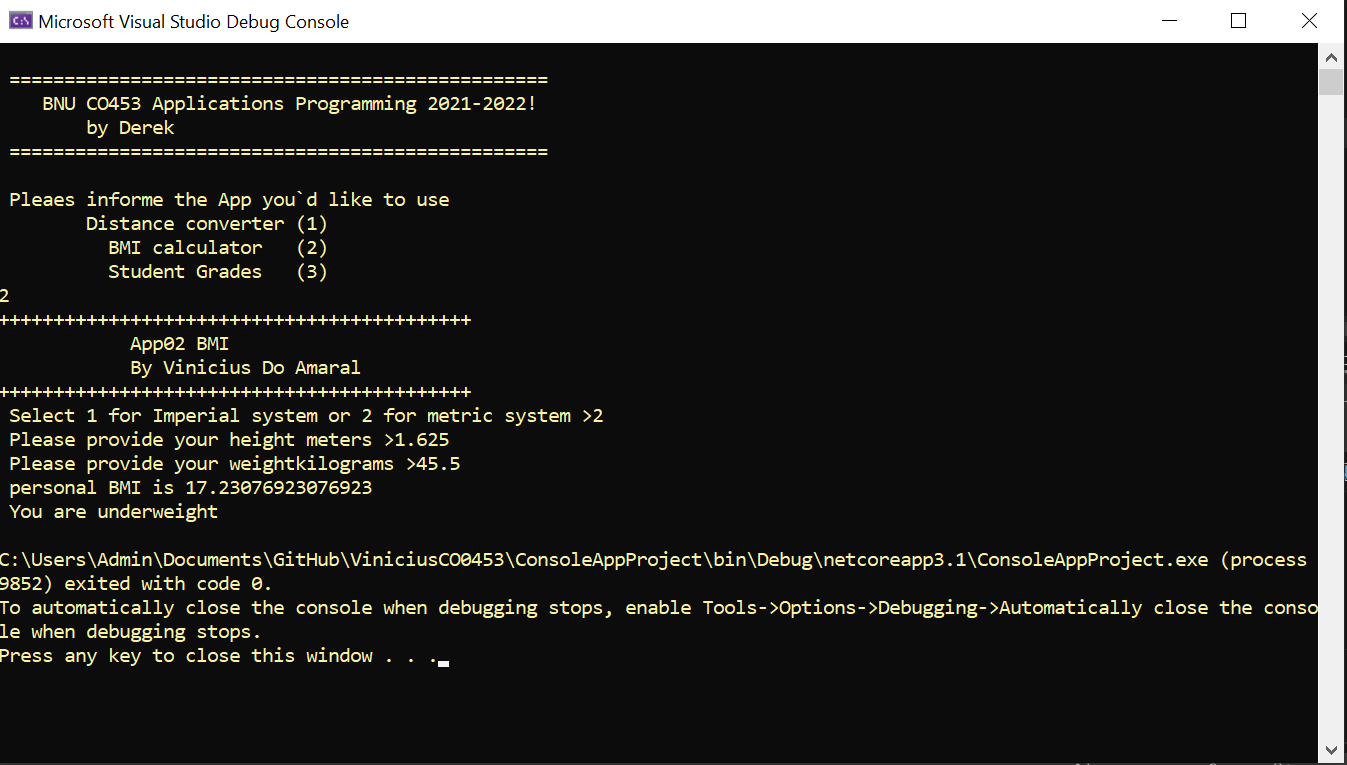 Microsoft Visual Studio Debug Console
=================================================
BNU CO453 Applications Programming 2021-2022!
by Derek
=================================================
Pleaes informe the App you`d like to use
Distance converter (1)
BMI calculator (2)
Student Grades (3)
2
+++++++++++++++++++++++++++++++++++++++++++
App02 BMI
By Vinicius Do Amaral
+++++++++++++++++++++++++++++++++++++++++++
Select 1 for Imperial system or 2 for metric system >2
Please provide your height meters >1.625
Please provide your weightkilograms >45.5
personal BMI is 17.23076923076923
You are underweight
C:\Users\Admin\Documents\GitHub\ViniciusCO0453\ConsoleAppProject\bin\Debug\netcoreapp3.1\ConsoleAppProject.exe (process
9852) exited with code 0.
To automatically close the console when debugging stops, enable Tools->Options->Debugging->Automatically close the conso
le when debugging stops.
Press any key to close this window . . .